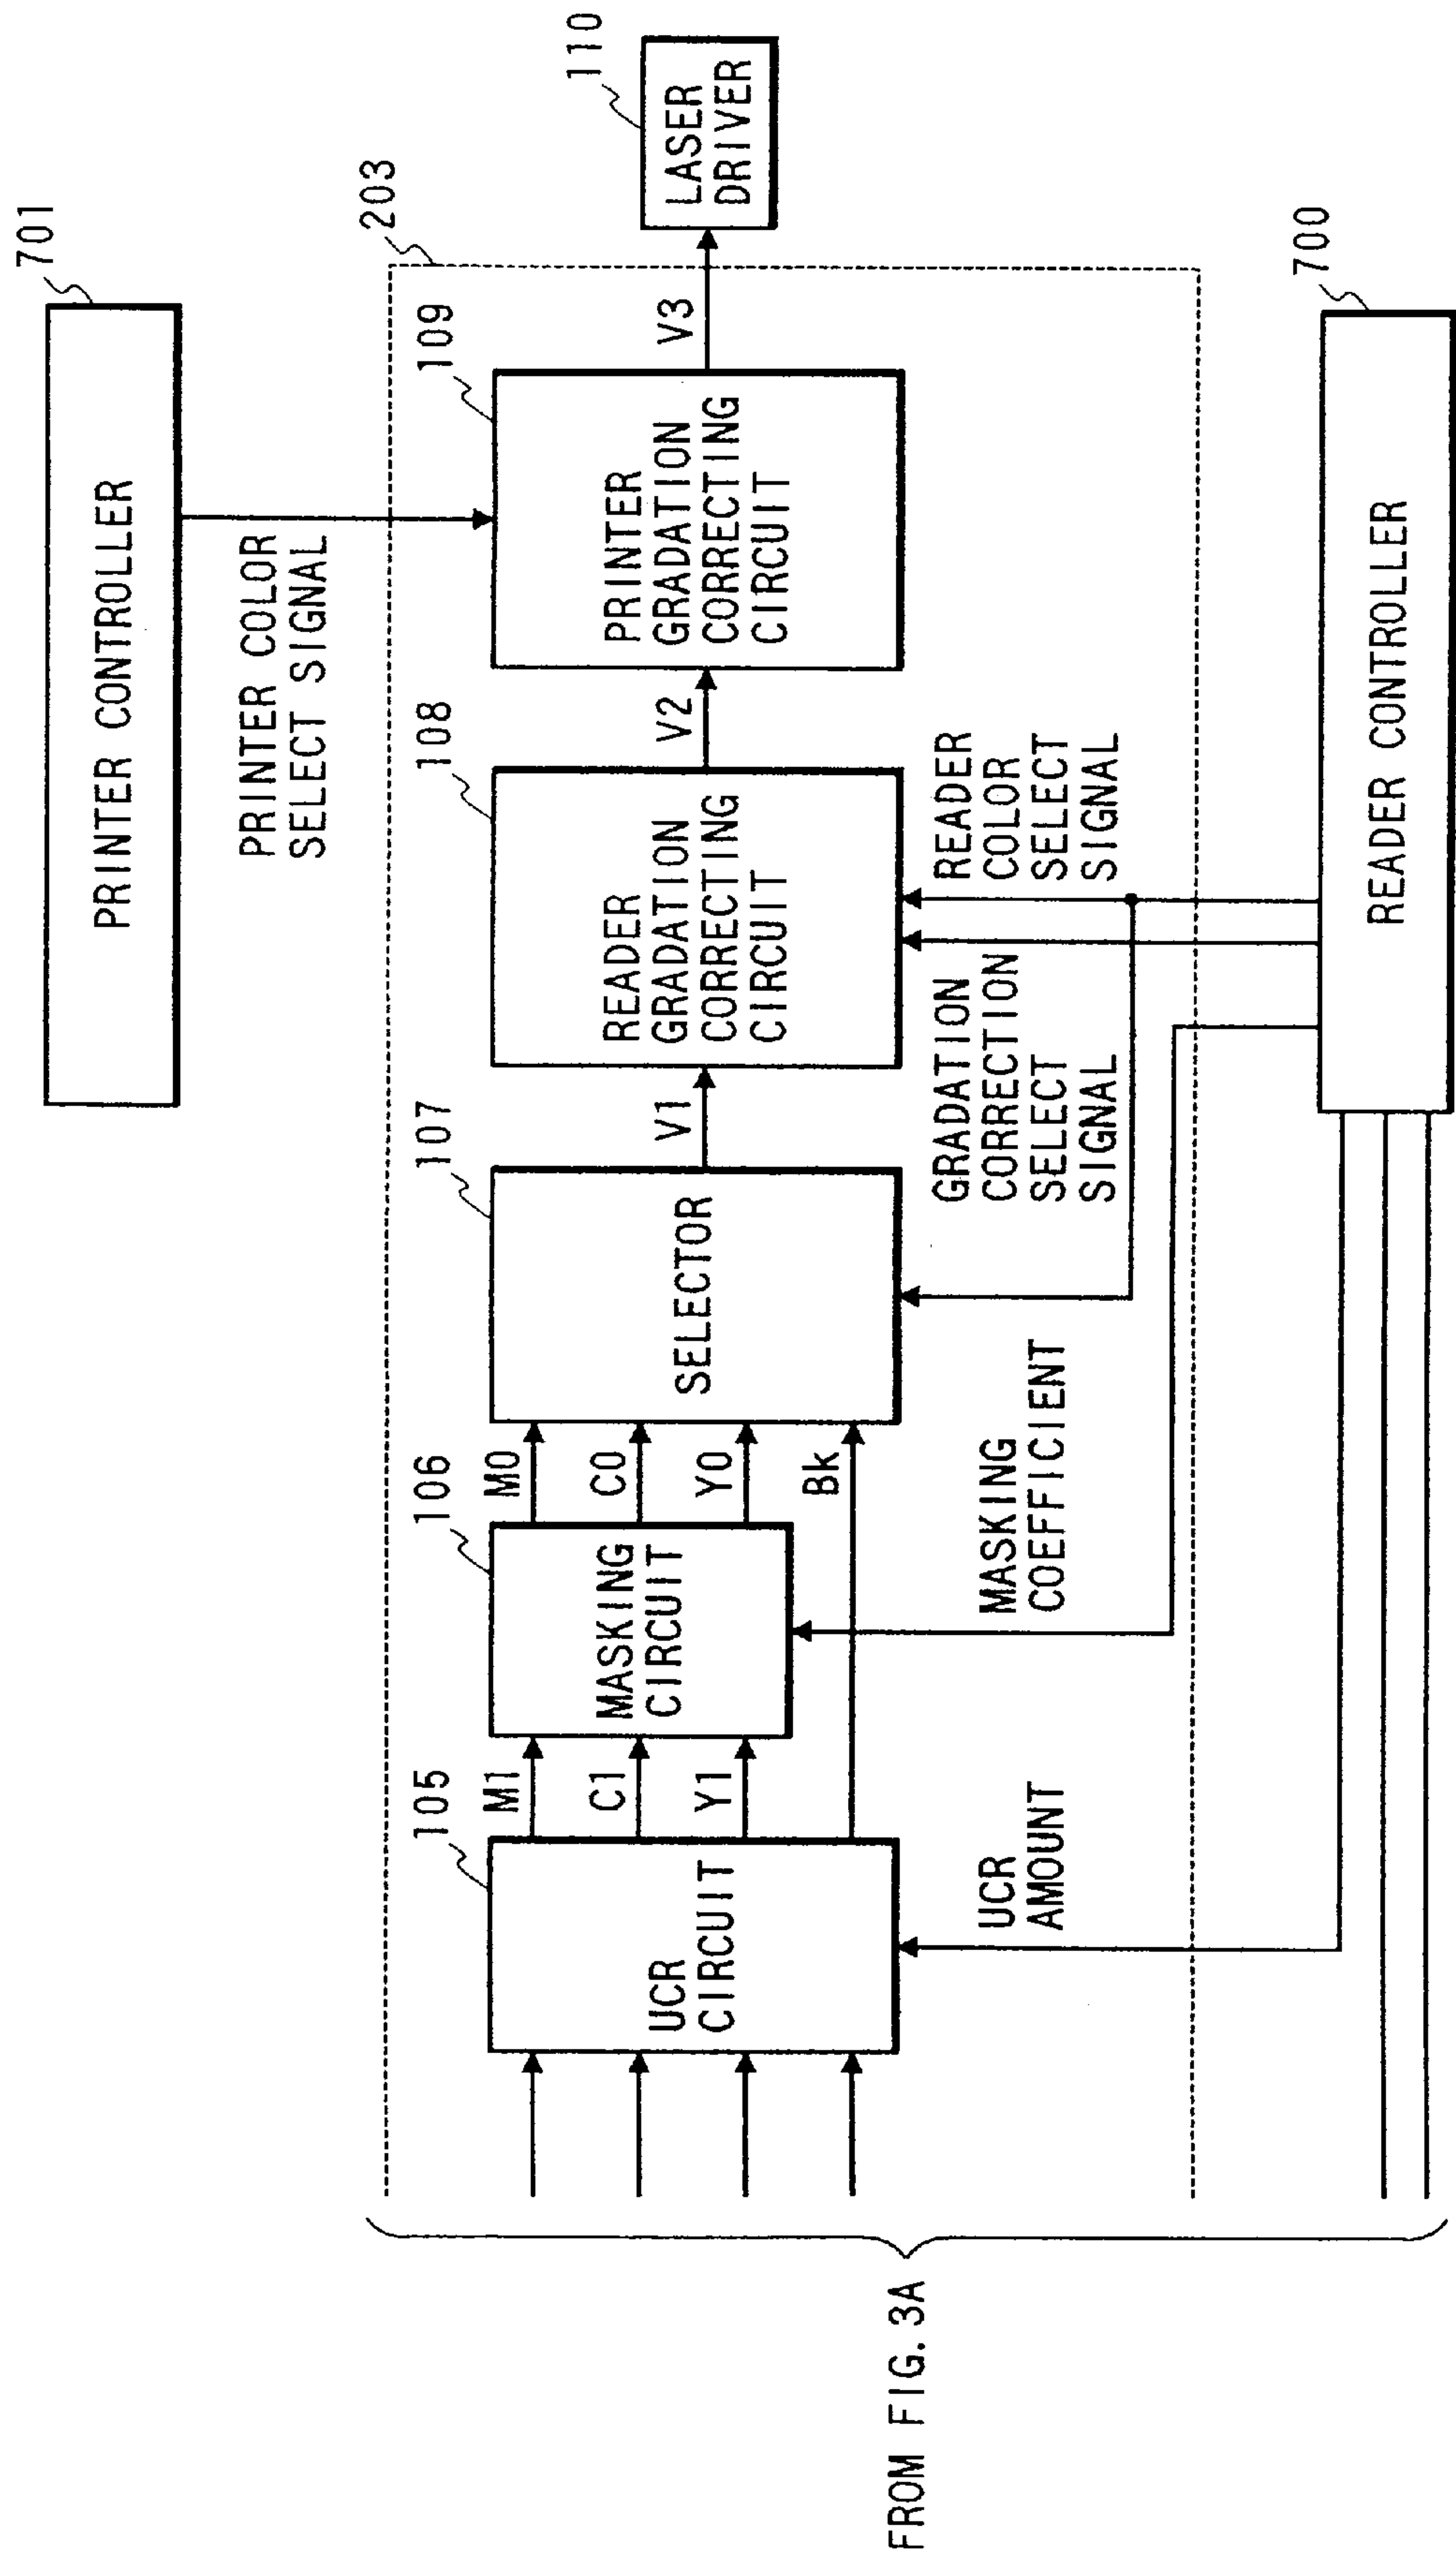 701
PRINTER CONTROLLER
PRINTER COLOR
SELECT SIGNAL
203
105
106
107
108
109
110
M1
M0
C1
C0
Y1
Y0
Bk
V1
V2
V3
UCR
CIRCUIT
MASKING
CIRCUIT
SELECTOR
READER
GRADATION
CORRECTING
CIRCUIT
PRINTER
GRADATION
CORRECTING
CIRCUIT
LASER
DRIVER
UCR
AMOUNT
MASKING
COEFFICIENT
GRADATION
CORRECTION
SELECT
SIGNAL
READER
COLOR
SELECT
SIGNAL
700
READER CONTROLLER
FROM FIG. 3A